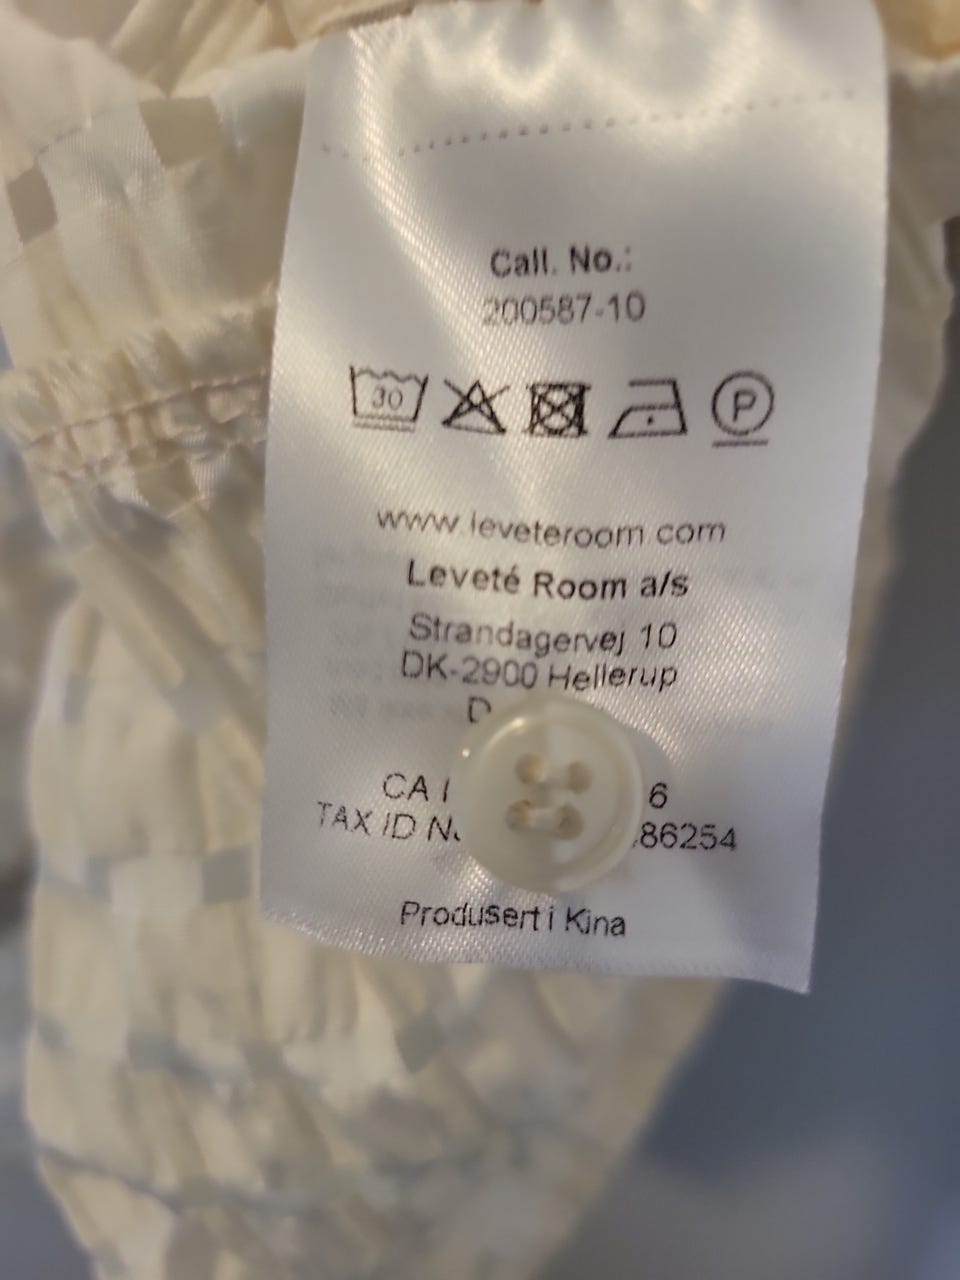 Call. No.:
200587-10
30
P
www.leveteroom.com
Leveté Room a/s
Strandagervej 10
DK-2900 Hellerup
CA
6
TAX ID
86254
Produsert i Kina